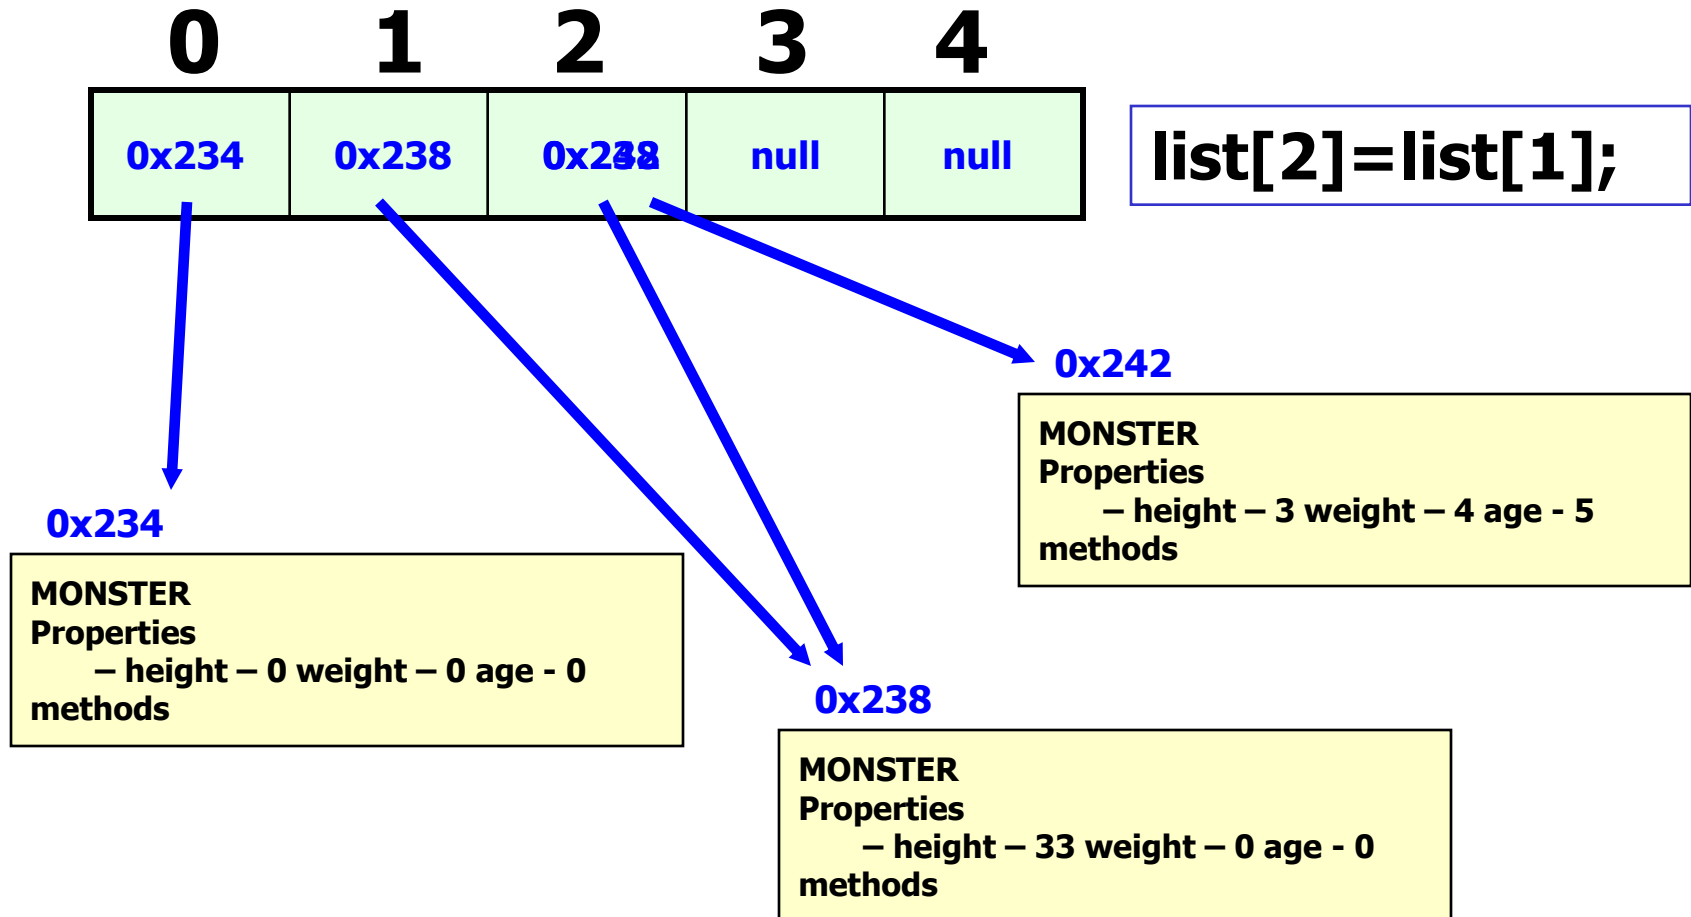 0 1 2 3 4
0x234 0x238 null null
list[2]=list[1];
0x242
MONSTER
Properties
– height – 3 weight – 4 age - 5
methods
0x234
MONSTER
Properties
– height – 0 weight – 0 age - 0
methods
0x238
MONSTER
Properties
– height – 33 weight – 0 age - 0
methods